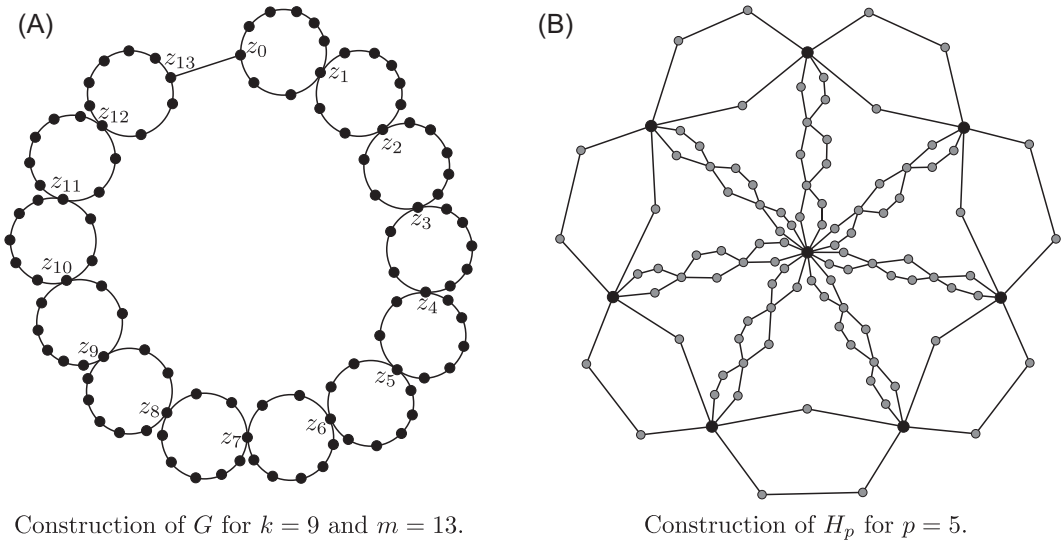 (A)
(B)
z₁₃
z₀
z₁
z₁₂
z₂
z₁₁
z₃
z₁₀
z₄
z₉
z₅
z₈
z₆
z₇
Construction of G for k = 9 and m = 13.
Construction of Hₚ for p = 5.